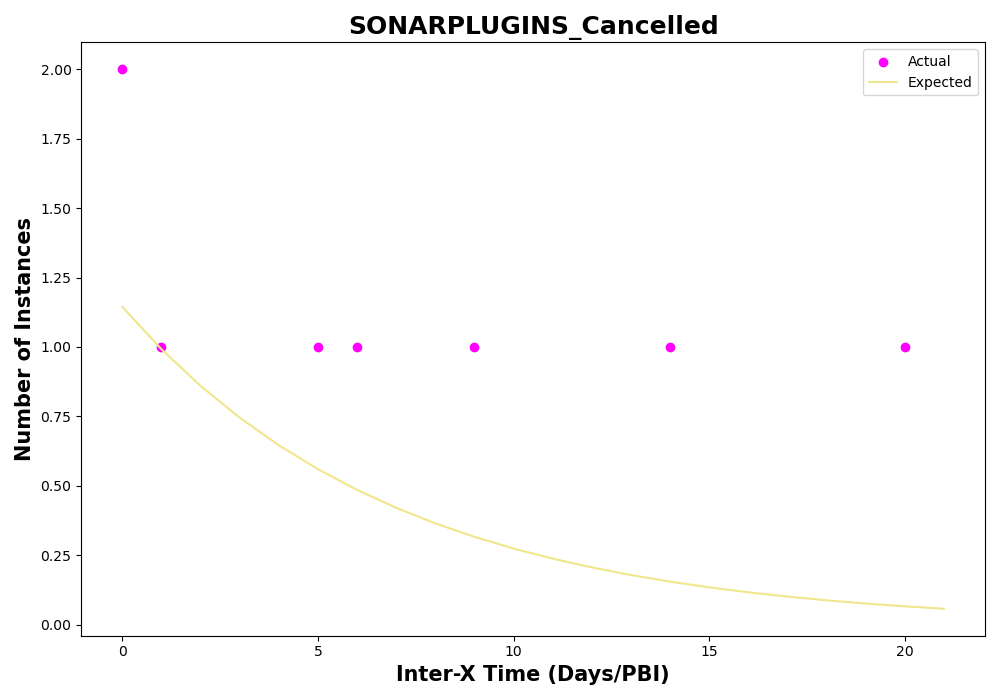 SONARPLUGINS_Cancelled
Actual
Expected
2.00
1.75
1.50
1.25
1.00
0.75
0.50
0.25
0.00
Number of Instances
0 5 10 15 20
Inter-X Time (Days/PBI)